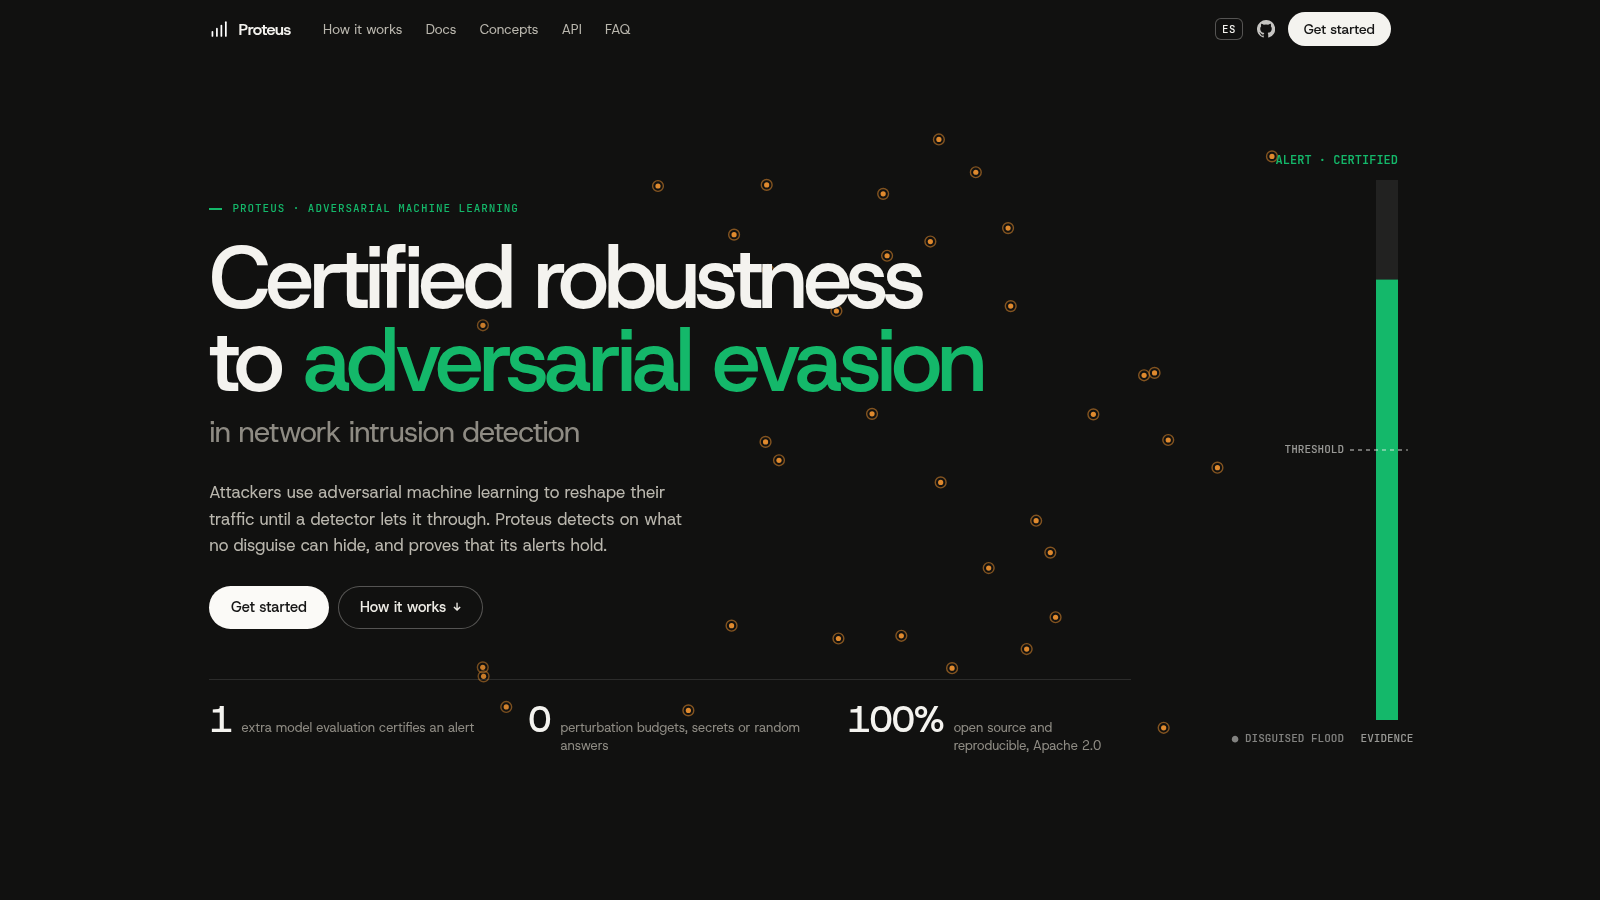 Proteus
How it works
Docs
Concepts
API
FAQ
ES
Get started
ALERT · CERTIFIED
PROTEUS · ADVERSARIAL MACHINE LEARNING
Certified robustness
to adversarial evasion
in network intrusion detection
THRESHOLD
Attackers use adversarial machine learning to reshape their
traffic until a detector lets it through. Proteus detects on what
no disguise can hide, and proves that its alerts hold.
Get started
How it works ↓
1 extra model evaluation certifies an alert
0 perturbation budgets, secrets or random
answers
100% open source and
reproducible, Apache 2.0
DISGUISED FLOOD
EVIDENCE